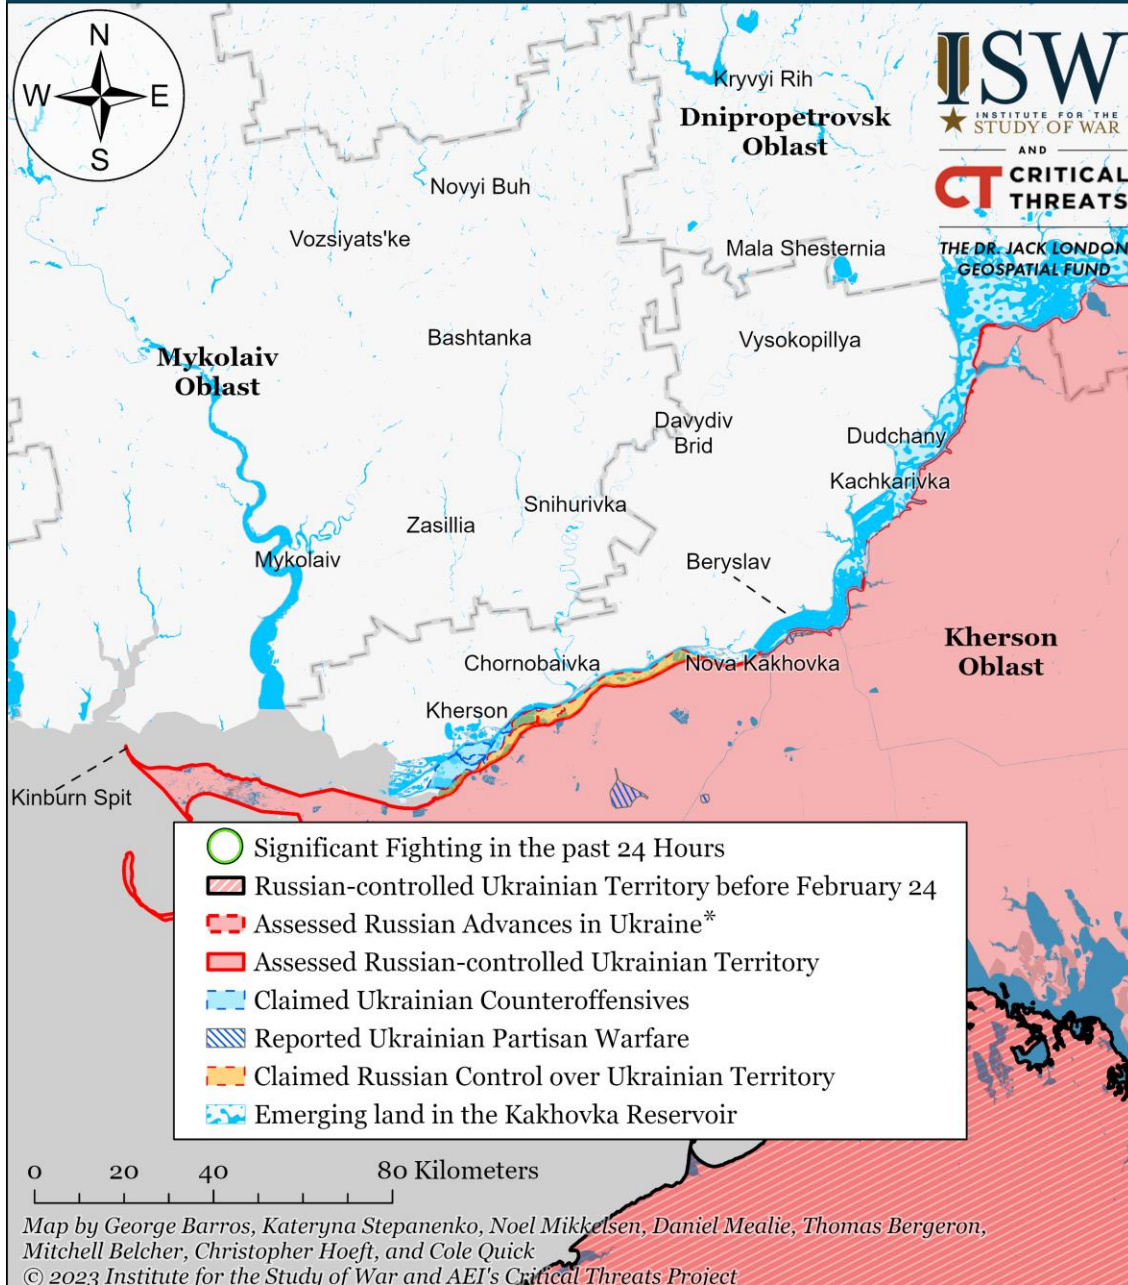 N
W
E
S
Kryvyi Rih
Dnipropetrovsk
Oblast
ISW
INSTITUTE FOR THE
STUDY OF WAR
AND
CT CRITICAL
THREATS
THE DR. JACK LONDON
GEOSPATIAL FUND
Novyi Buh
Vozsiyats'ke
Mala Shesternia
Bashtanka
Vysokopillya
Mykolaiv
Oblast
Davydiv
Brid
Dudchany
Kachkarivka
Snihurivka
Zasillia
Mykolaiv
Beryslav
Kherson
Oblast
Chornobaivka
Nova Kakhovka
Kherson
Kinburn Spit
Significant Fighting in the past 24 Hours
Russian-controlled Ukrainian Territory before February 24
Assessed Russian Advances in Ukraine*
Assessed Russian-controlled Ukrainian Territory
Claimed Ukrainian Counteroffensives
Reported Ukrainian Partisan Warfare
Claimed Russian Control over Ukrainian Territory
Emerging land in the Kakhovka Reservoir
0 20 40 80 Kilometers
Map by George Barros, Kateryna Stepanenko, Noel Mikkelsen, Daniel Mealie, Thomas Bergeron,
Mitchell Belcher, Christopher Hoeft, and Cole Quick
© 2023 Institute for the Study of War and AEI's Critical Threats Project